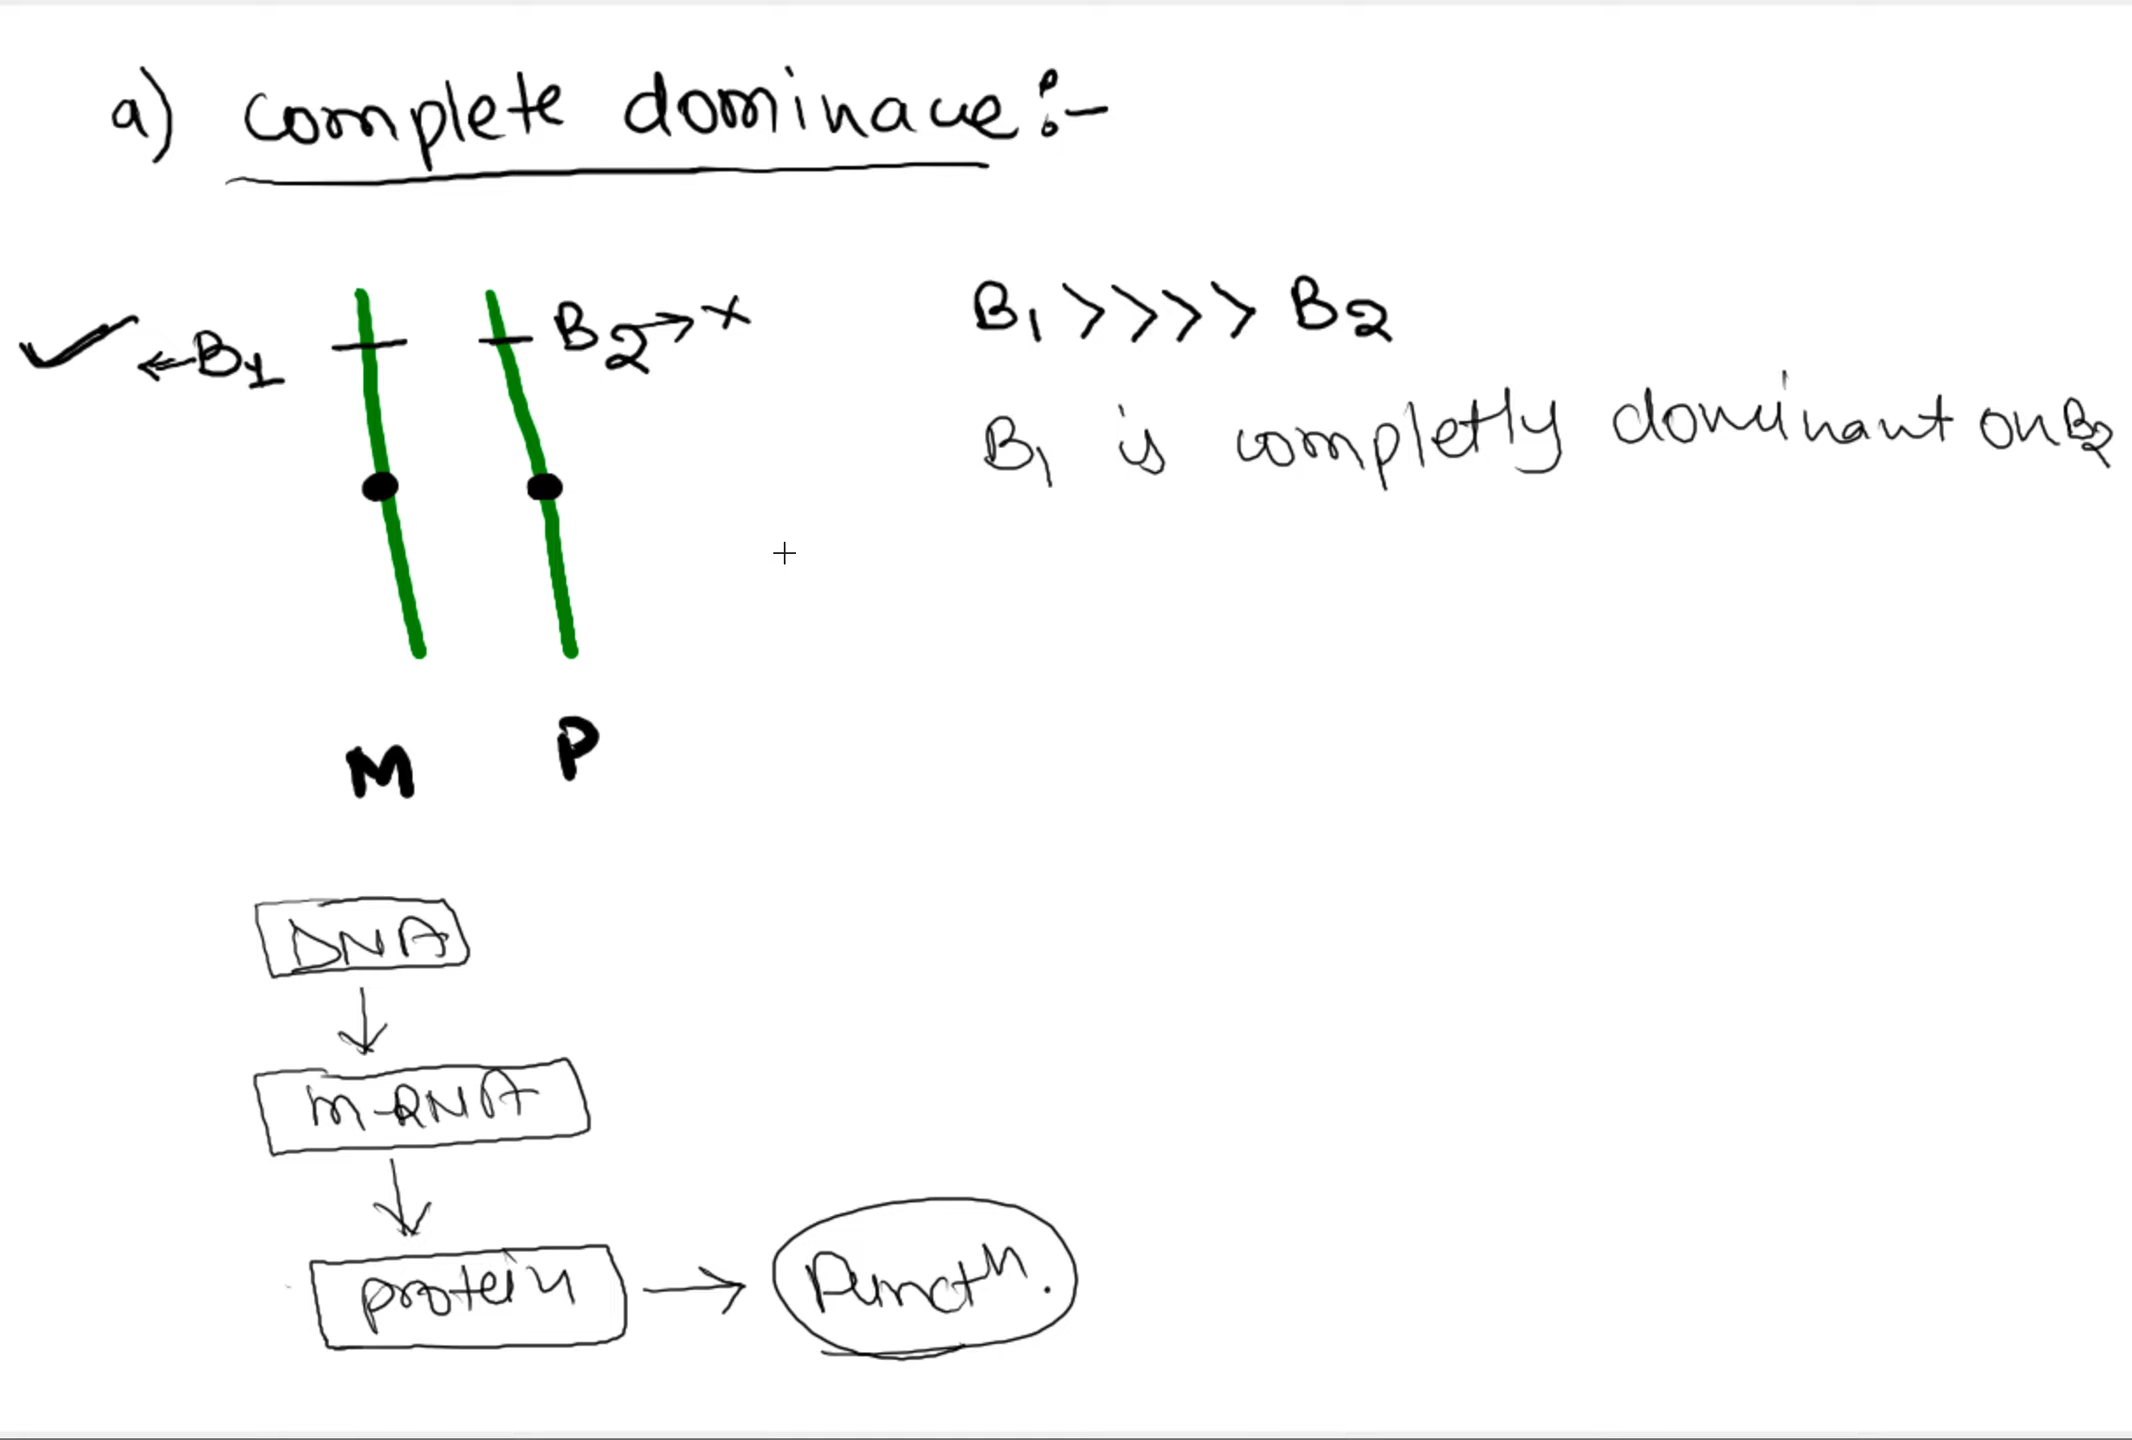 a) complete dominace :-
←B1
B2→x
B1 >>>> B2
B1 is completly dominant on B2
M P
DNA
m-RNA
protein → Functn.